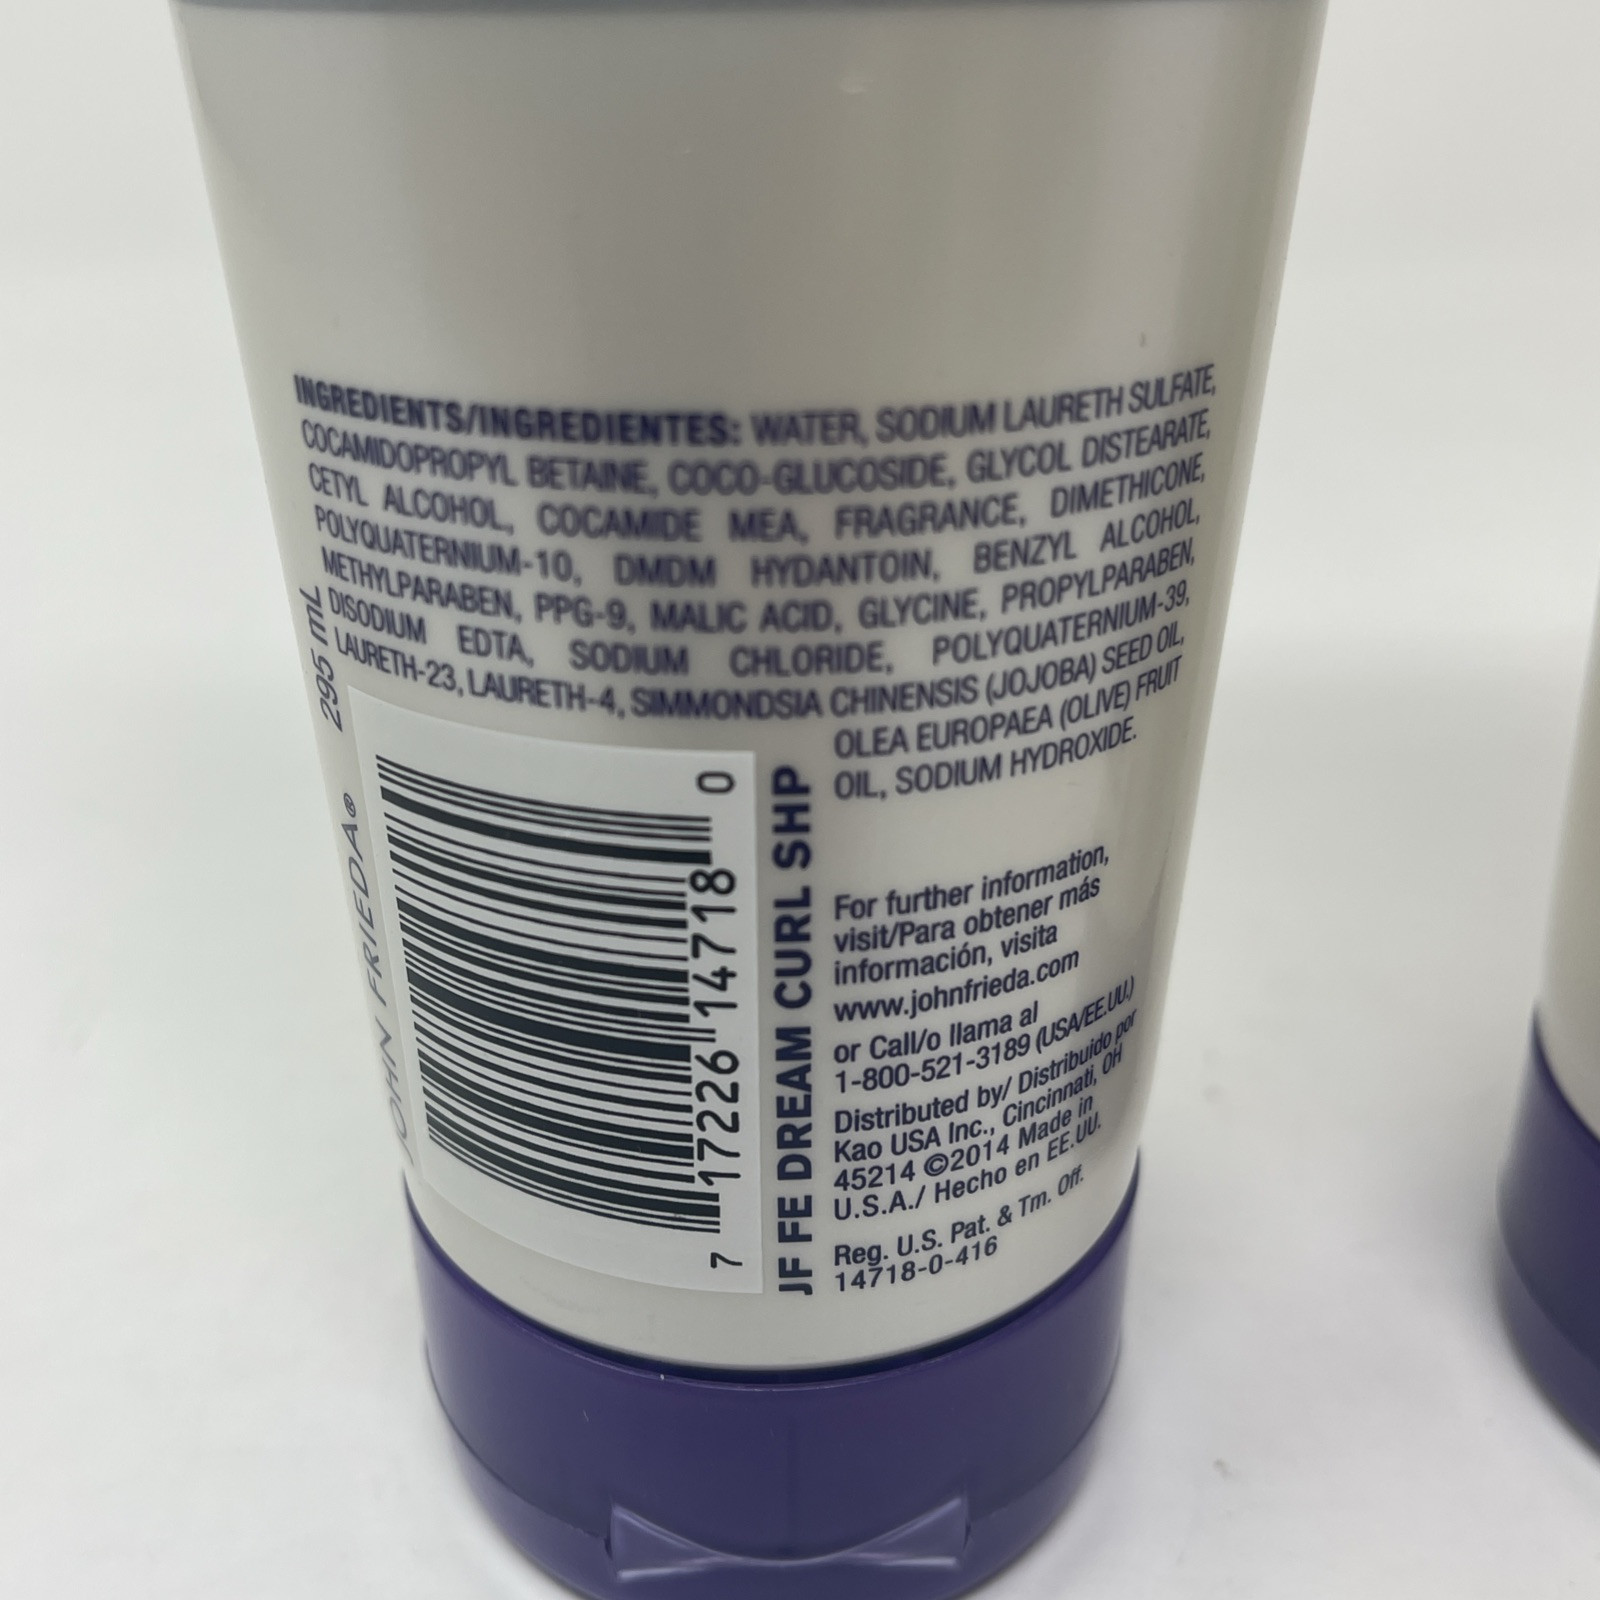 INGREDIENTS/INGREDIENTES: WATER, SODIUM LAURETH SULFATE,
COCAMIDOPROPYL BETAINE, COCO-GLUCOSIDE, GLYCOL DISTEARATE,
CETYL ALCOHOL, COCAMIDE MEA, FRAGRANCE, DIMETHICONE,
POLYQUATERNIUM-10, DMDM HYDANTOIN, BENZYL ALCOHOL,
METHYLPARABEN, PPG-9, MALIC ACID, GLYCINE, PROPYLPARABEN,
DISODIUM EDTA, SODIUM CHLORIDE, POLYQUATERNIUM-39,
LAURETH-23, LAURETH-4, SIMMONDSIA CHINENSIS (JOJOBA) SEED OIL,
OLEA EUROPAEA (OLIVE) FRUIT
OIL, SODIUM HYDROXIDE.
JOHN FRIEDA® 295 mL
7 17226 14718 0
JF FE DREAM CURL SHP
For further information,
visit/Para obtener más
información, visita
www.johnfrieda.com
or Call/o llama al
1-800-521-3189 (USA/EE.UU.)
Distributed by/ Distribuido por
Kao USA Inc., Cincinnati, OH
45214 ©2014 Made in
U.S.A./ Hecho en EE.UU.
Reg. U.S. Pat. & Tm. Off.
14718-0-416